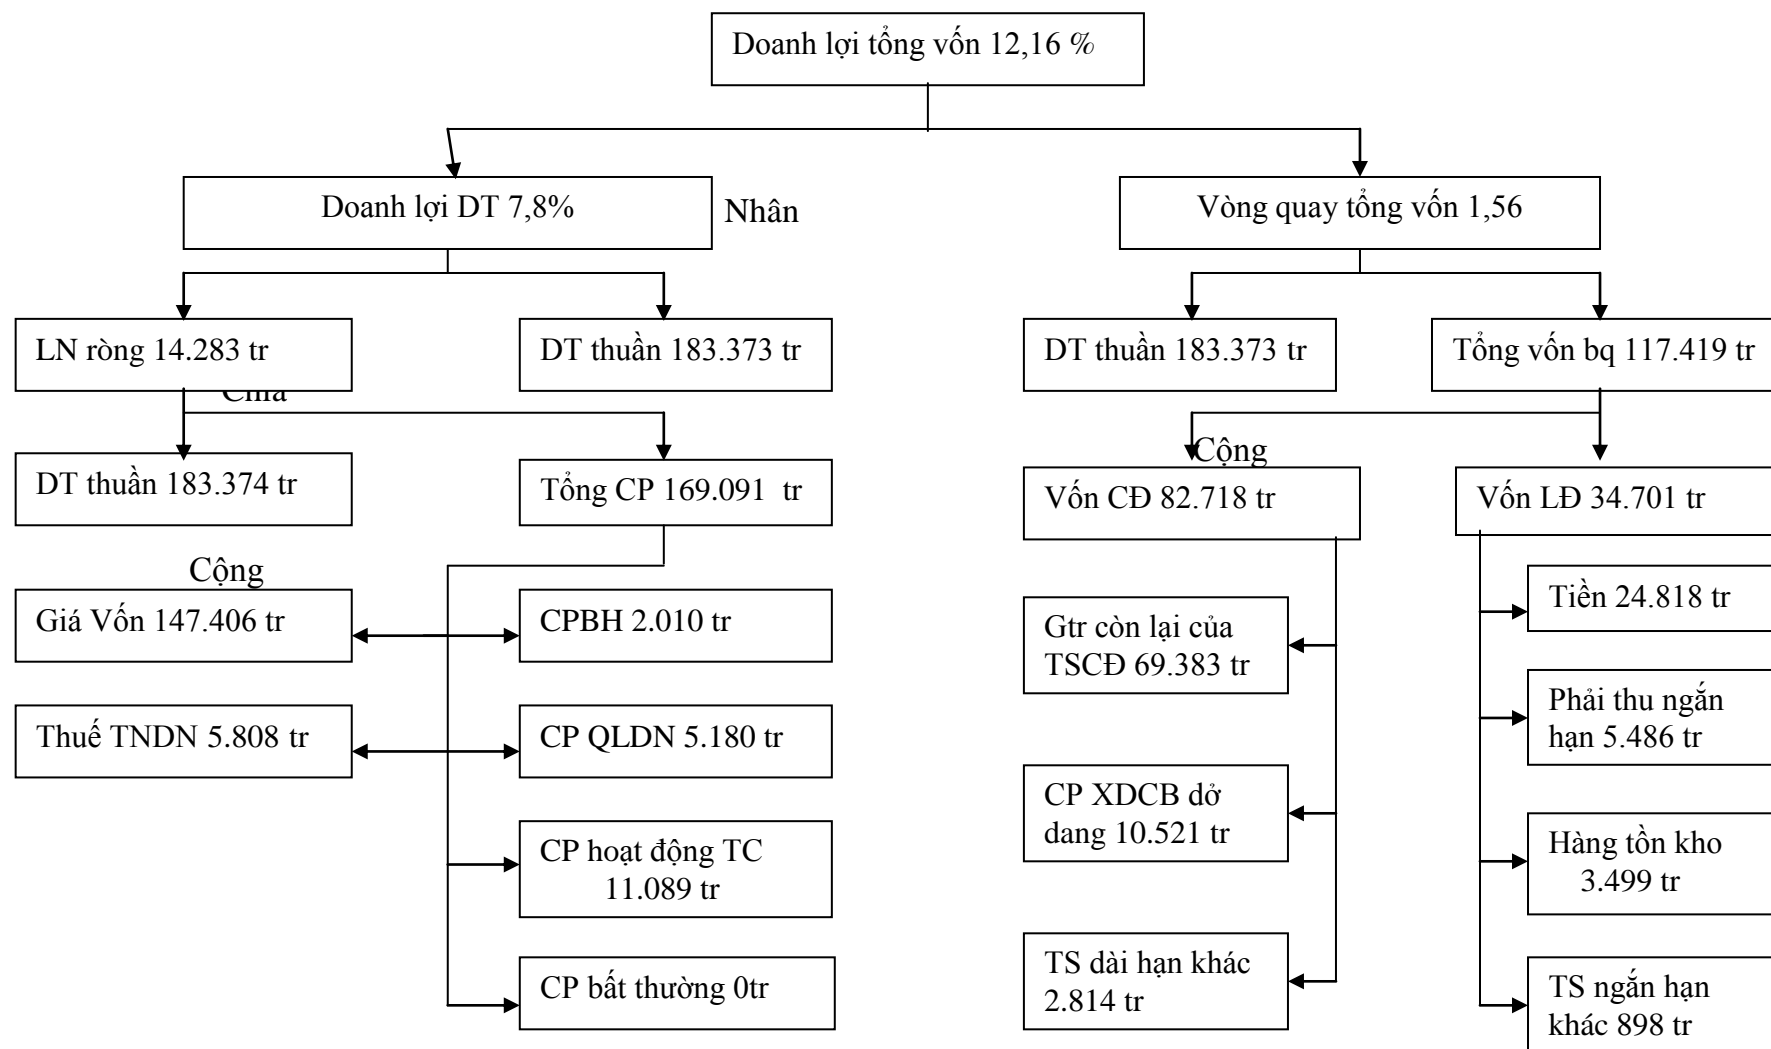 Doanh lợi tổng vốn 12,16 %
Doanh lợi DT 7,8%
Nhân
Vòng quay tổng vốn 1,56
LN ròng 14.283 tr
DT thuần 183.373 tr
DT thuần 183.373 tr
Tổng vốn bq 117.419 tr
Chia
Cộng
DT thuần 183.374 tr
Tổng CP 169.091 tr
Vốn CĐ 82.718 tr
Vốn LĐ 34.701 tr
Cộng
Giá Vốn 147.406 tr
CPBH 2.010 tr
Gtr còn lại của
TSCĐ 69.383 tr
Tiền 24.818 tr
Thuế TNDN 5.808 tr
CP QLDN 5.180 tr
Phải thu ngắn
hạn 5.486 tr
CP XDCB dở
dang 10.521 tr
CP hoạt động TC
11.089 tr
Hàng tồn kho
3.499 tr
CP bất thường 0tr
TS dài hạn khác
2.814 tr
TS ngắn hạn
khác 898 tr